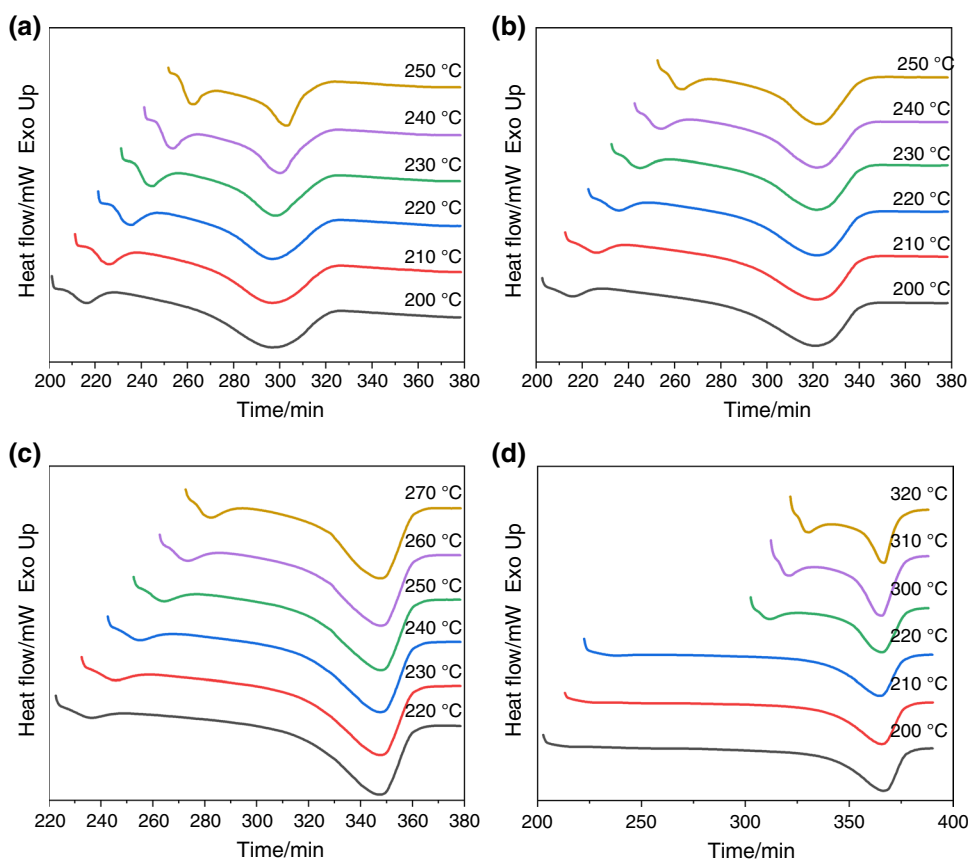 (a)
Heat flow/mW Exo Up
250 °C
240 °C
230 °C
220 °C
210 °C
200 °C
200 220 240 260 280 300 320 340 360 380
Time/min
(b)
Heat flow/mW Exo Up
250 °C
240 °C
230 °C
220 °C
210 °C
200 °C
200 220 240 260 280 300 320 340 360 380
Time/min
(c)
Heat flow/mW Exo Up
270 °C
260 °C
250 °C
240 °C
230 °C
220 °C
220 240 260 280 300 320 340 360 380
Time/min
(d)
Heat flow/mW Exo Up
320 °C
310 °C
300 °C
220 °C
210 °C
200 °C
200 250 300 350 400
Time/min